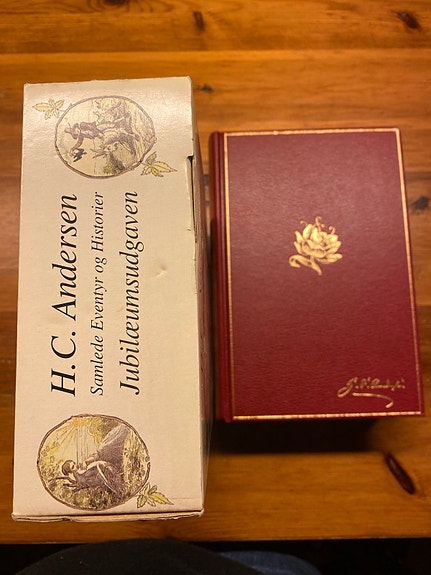 H.C. Andersen
Samlede Eventyr og Historier
Jubilæumsudgaven